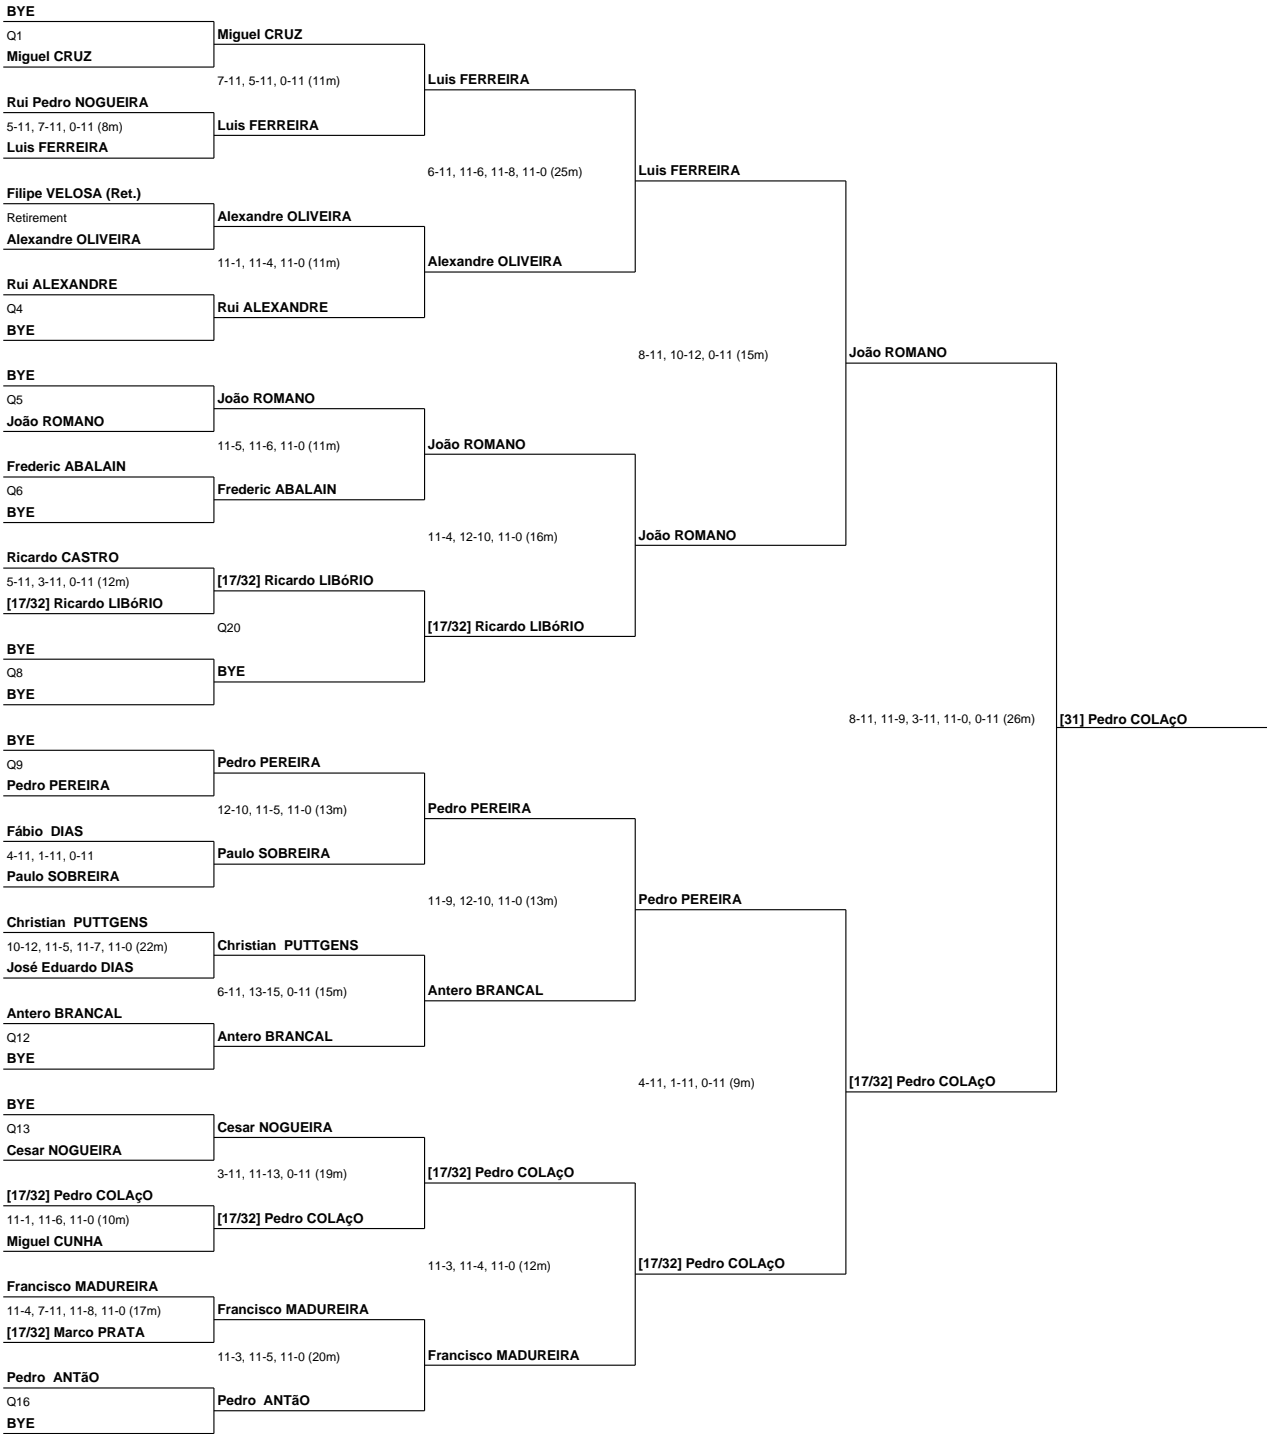 BYE
Q1
Miguel CRUZ
Miguel CRUZ
7-11, 5-11, 0-11 (11m)
Luis FERREIRA
Rui Pedro NOGUEIRA
5-11, 7-11, 0-11 (8m)
Luis FERREIRA
Luis FERREIRA
6-11, 11-6, 11-8, 11-0 (25m)
Luis FERREIRA
Filipe VELOSA (Ret.)
Retirement
Alexandre OLIVEIRA
Alexandre OLIVEIRA
11-1, 11-4, 11-0 (11m)
Alexandre OLIVEIRA
Rui ALEXANDRE
Q4
BYE
Rui ALEXANDRE
8-11, 10-12, 0-11 (15m)
João ROMANO
BYE
Q5
João ROMANO
João ROMANO
11-5, 11-6, 11-0 (11m)
João ROMANO
Frederic ABALAIN
Q6
BYE
Frederic ABALAIN
11-4, 12-10, 11-0 (16m)
João ROMANO
Ricardo CASTRO
5-11, 3-11, 0-11 (12m)
[17/32] Ricardo LIBóRIO
[17/32] Ricardo LIBóRIO
Q20
[17/32] Ricardo LIBóRIO
BYE
Q8
BYE
BYE
8-11, 11-9, 3-11, 11-0, 0-11 (26m)
[31] Pedro COLAçO
BYE
Q9
Pedro PEREIRA
Pedro PEREIRA
12-10, 11-5, 11-0 (13m)
Pedro PEREIRA
Fábio  DIAS
4-11, 1-11, 0-11
Paulo SOBREIRA
Paulo SOBREIRA
11-9, 12-10, 11-0 (13m)
Pedro PEREIRA
Christian  PUTTGENS
10-12, 11-5, 11-7, 11-0 (22m)
José Eduardo DIAS
Christian  PUTTGENS
6-11, 13-15, 0-11 (15m)
Antero BRANCAL
Antero BRANCAL
Q12
BYE
Antero BRANCAL
4-11, 1-11, 0-11 (9m)
[17/32] Pedro COLAçO
BYE
Q13
Cesar NOGUEIRA
Cesar NOGUEIRA
3-11, 11-13, 0-11 (19m)
[17/32] Pedro COLAçO
[17/32] Pedro COLAçO
11-1, 11-6, 11-0 (10m)
Miguel CUNHA
[17/32] Pedro COLAçO
11-3, 11-4, 11-0 (12m)
[17/32] Pedro COLAçO
Francisco MADUREIRA
11-4, 7-11, 11-8, 11-0 (17m)
[17/32] Marco PRATA
Francisco MADUREIRA
11-3, 11-5, 11-0 (20m)
Francisco MADUREIRA
Pedro  ANTãO
Q16
BYE
Pedro  ANTãO